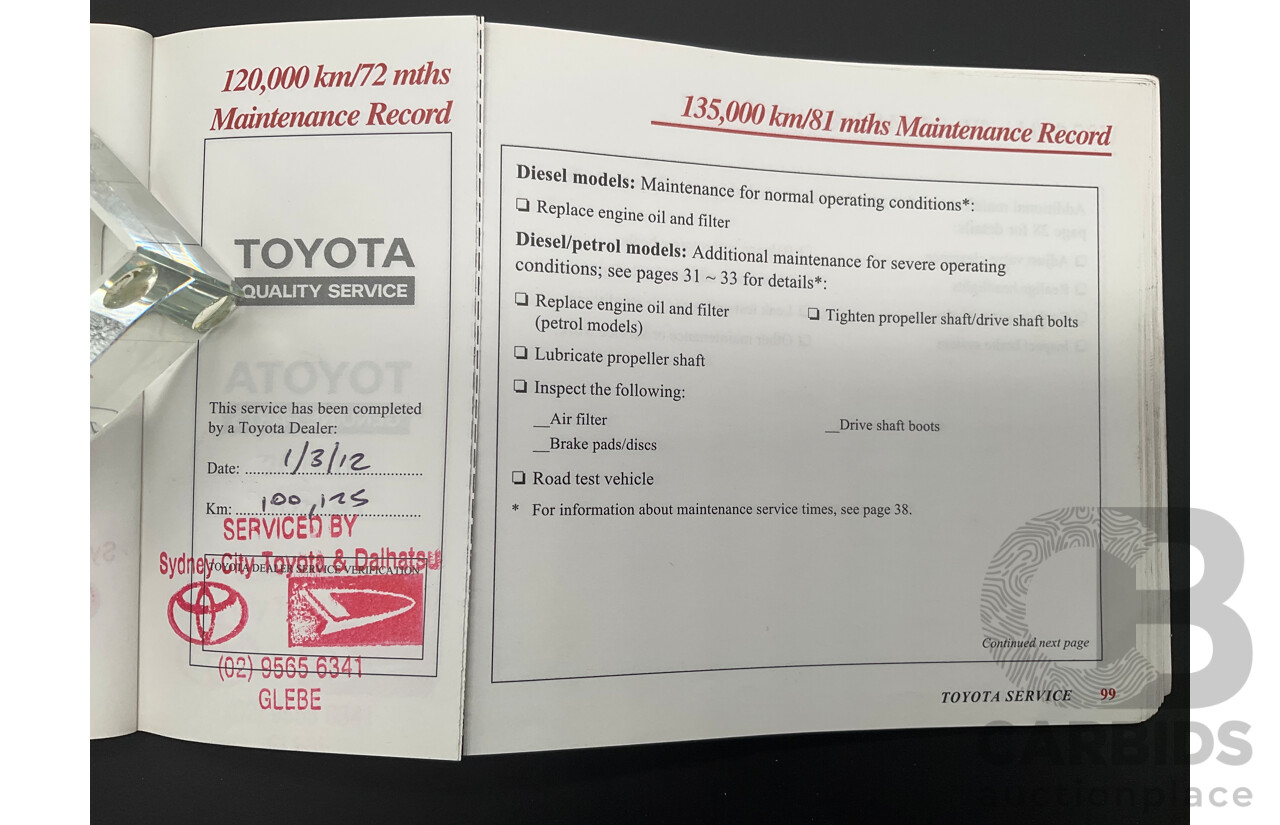 120,000 km/72 mths
Maintenance Record
TOYOTA
QUALITY SERVICE
This service has been completed
by a Toyota Dealer:
Date: 1/3/12
Km: 100,125
SERVICED BY
Sydney City Toyota & Daihatsu
TOYOTA DEALER SERVICE VERIFICATION
(02) 9565 6341
GLEBE
135,000 km/81 mths Maintenance Record
Diesel models: Maintenance for normal operating conditions*:
❏ Replace engine oil and filter
Diesel/petrol models: Additional maintenance for severe operating
conditions; see pages 31 ~ 33 for details*:
❏ Replace engine oil and filter
(petrol models)
❏ Tighten propeller shaft/drive shaft bolts
❏ Lubricate propeller shaft
❏ Inspect the following:
__Air filter
__Drive shaft boots
__Brake pads/discs
❏ Road test vehicle
* For information about maintenance service times, see page 38.
Continued next page
TOYOTA SERVICE 99
CARBIDS
auctionplace